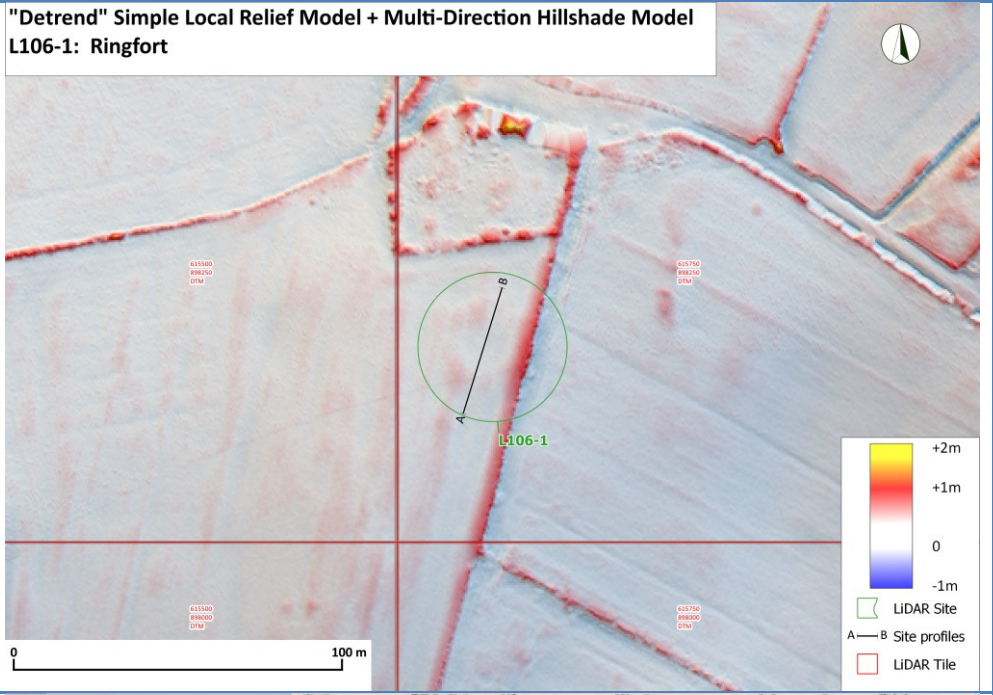 "Detrend" Simple Local Relief Model + Multi-Direction Hillshade Model
L106-1: Ringfort
615500
898250
DTM
615750
898250
DTM
B
A
L106-1
615500
898000
DTM
615750
898000
DTM
0 100 m
+2m
+1m
0
-1m
LiDAR Site
A B Site profiles
LiDAR Tile